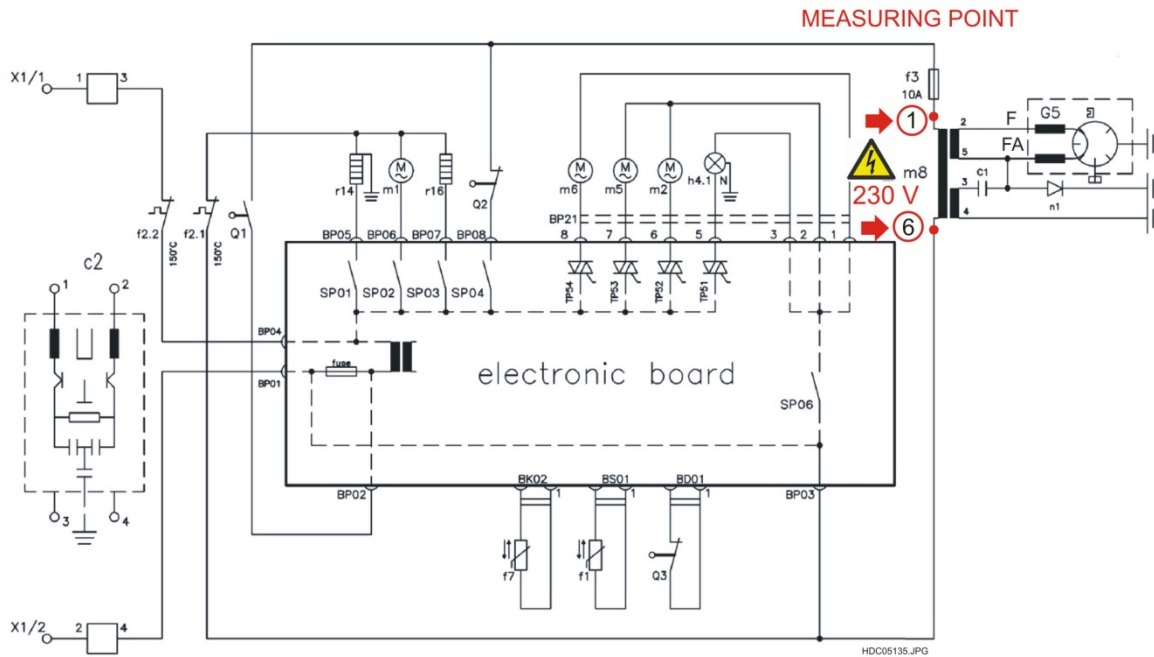 MEASURING POINT
X1/1
1
3
f3
10A
1
2
F
G5
FA
5
m8
C1
3
n1
4
230 V
6
r14
m1
M
r16
Q2
m6
M
m5
M
m2
M
h4.1
N
BP21
f2.2
150°C
f2.1
150°C
Q1
BP05
BP06
BP07
BP08
8
7
6
5
3
2
1
c2
1
2
SP01
SP02
SP03
SP04
TP54
TP53
TP52
TP51
BP04
BP01
fuse
electronic board
SP06
BP02
BK02
1
BS01
1
BD01
1
BP03
3
4
f7
f1
Q3
X1/2
2
4
HDC05135.JPG